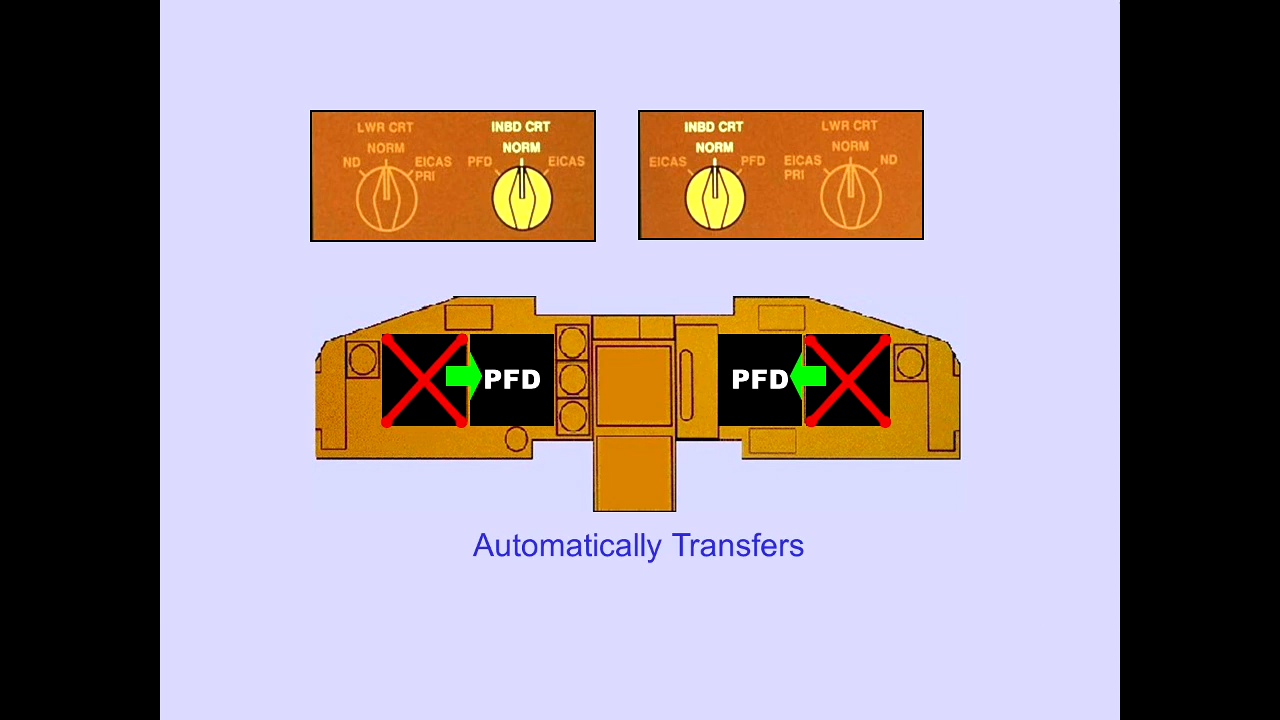 LWR CRT
NORM
ND
EICAS
PRI
INBD CRT
NORM
PFD
EICAS
INBD CRT
NORM
EICAS
PFD
LWR CRT
NORM
EICAS
PRI
ND
PFD
PFD
Automatically Transfers